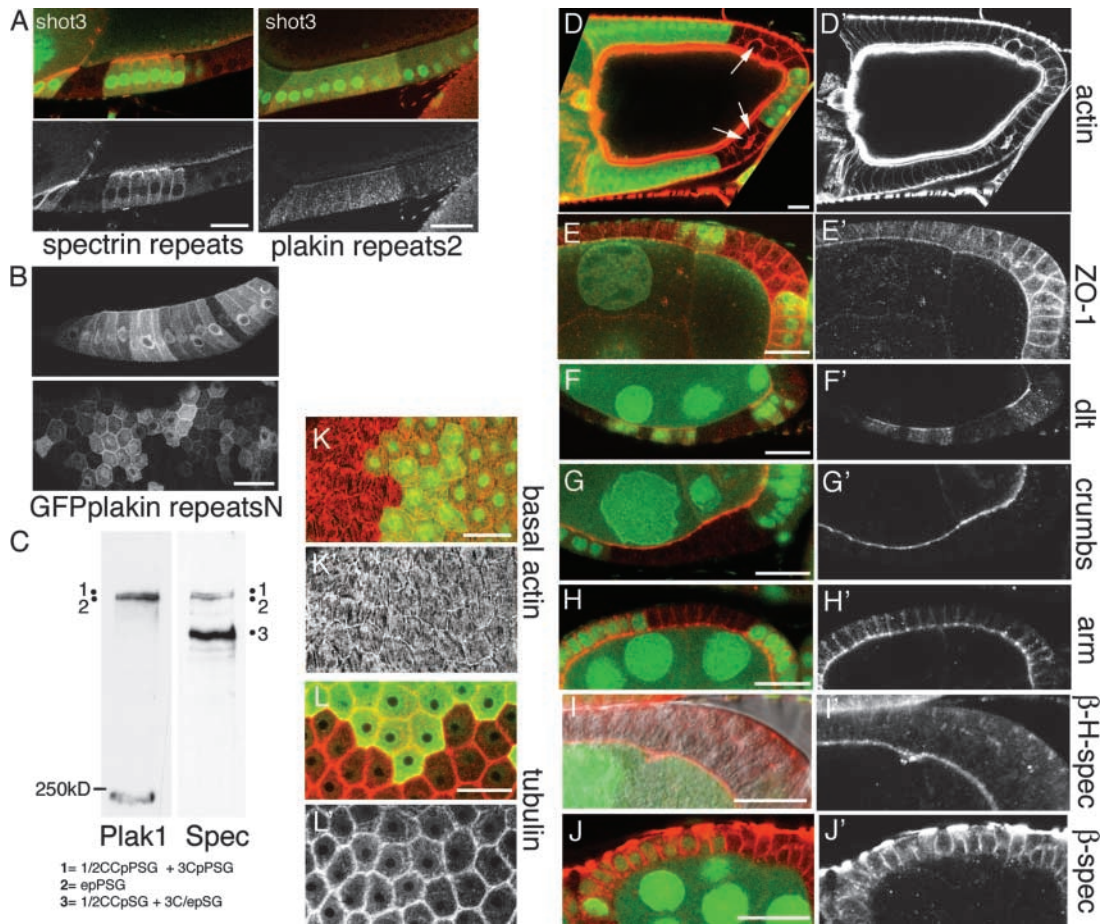 A
shot3
shot3
spectrin repeats
plakin repeats2
B
GFPplakin repeatsN
C
1
2
1
2
3
250kD
Plak1
Spec
1= 1/2CCpPSG + 3CpPSG
2= epPSG
3= 1/2CCpSG + 3C/epSG
K
K'
basal actin
L
L'
tubulin
D
D'
actin
E
E'
ZO-1
F
F'
dlt
G
G'
crumbs
H
H'
arm
I
I'
β-H-spec
J
J'
β-spec